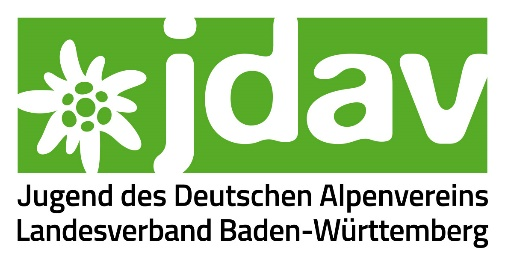 jdav
Jugend des Deutschen Alpenvereins
Landesverband Baden-Württemberg